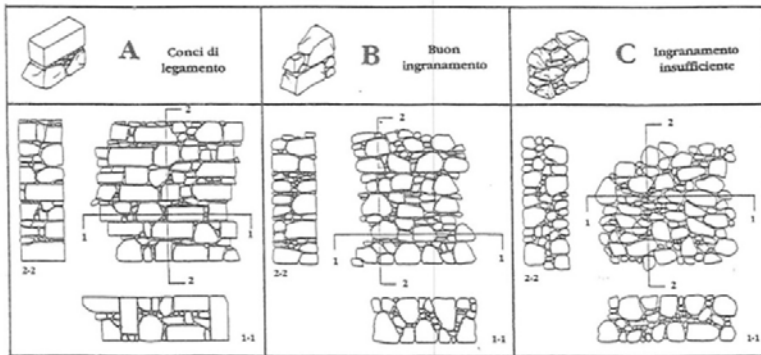 A
Conci di
legamento
B
Buon
ingranamento
C
Ingranamento
insufficiente
2
1
1
2-2
2
1-1
2
1
1
2-2
2
1-1
2
1
1
2-2
2
1-1